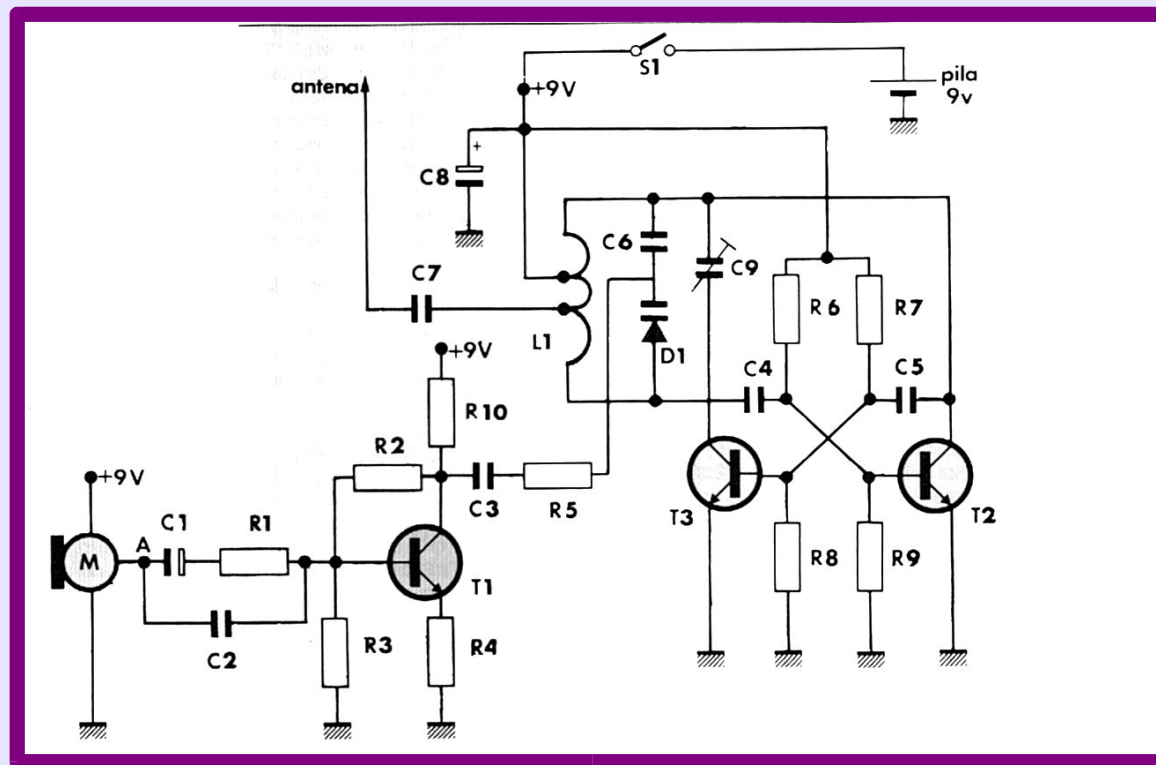 S1
antena
+9V
pila
9v
+
C8
C6
C9
C7
R6
R7
L1
D1
+9V
C4
C5
R10
R2
+9V
C3
R5
T3
T2
C1
R1
A
M
T1
R8
R9
C2
R3
R4